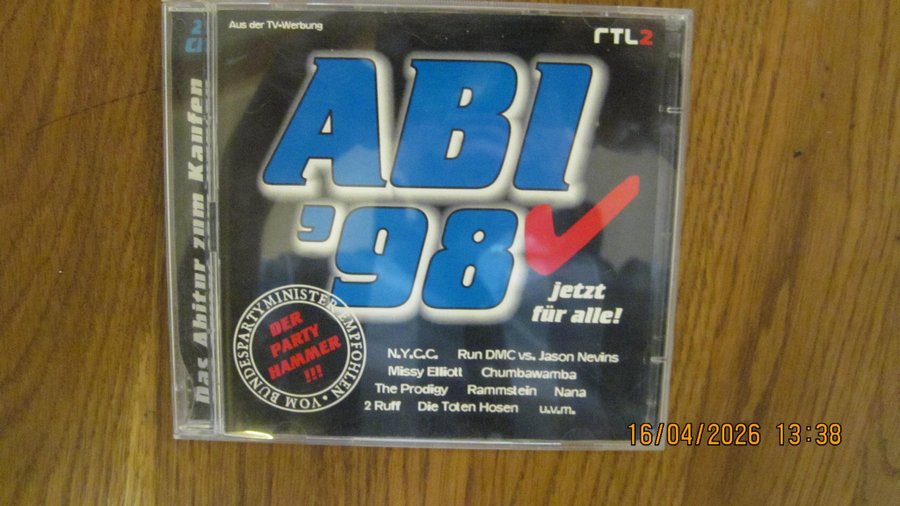 Aus der TV-Werbung
RTL2
2
CD
Das Abitur zum Kaufen
ABI
'98
jetzt
für alle!
VOM BUNDESPARTYMINISTER EMPFOHLEN •
DER
PARTY
HAMMER
!!!
N.Y.C.C. Run DMC vs. Jason Nevins
Missy Elliott Chumbawamba
The Prodigy Rammstein Nana
2 Ruff Die Toten Hosen u.v.m.
16/04/2026 13:38